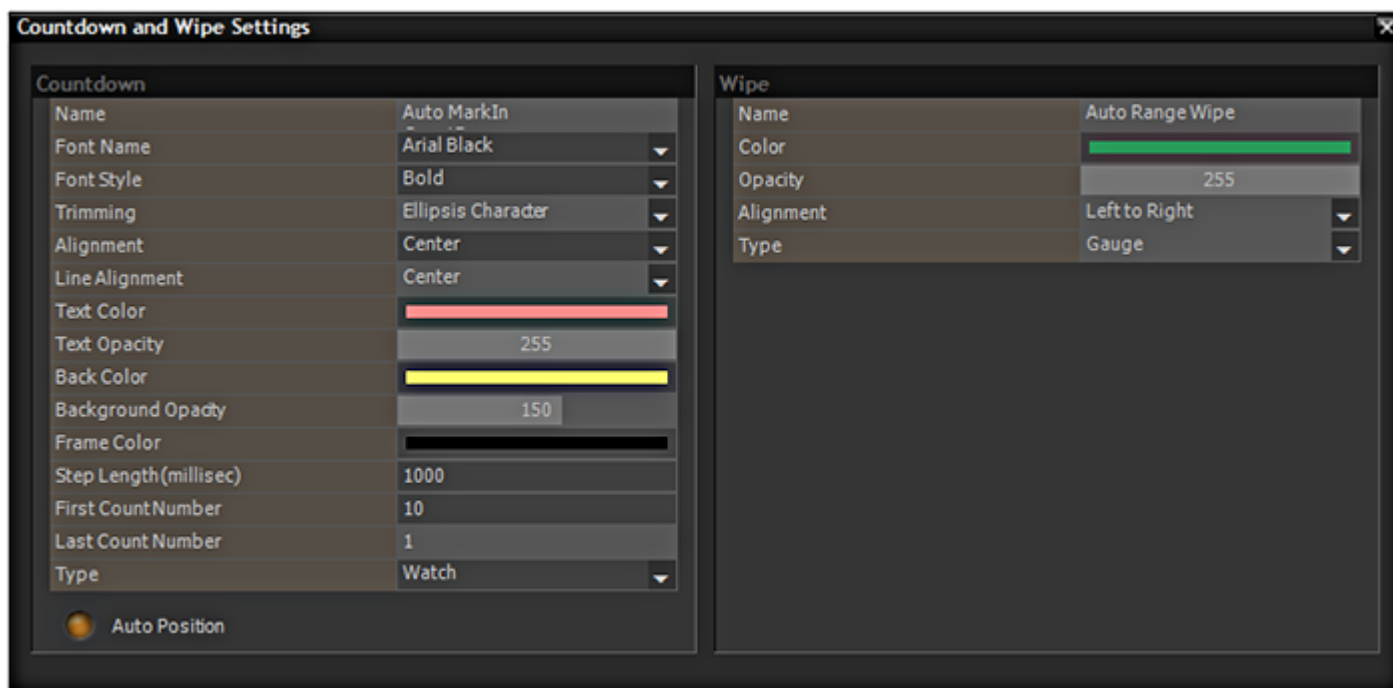 Countdown and Wipe Settings
Countdown
Name Auto MarkIn
Font Name Arial Black
Font Style Bold
Trimming Ellipsis Character
Alignment Center
Line Alignment Center
Text Color
Text Opacity 255
Back Color
Background Opacity 150
Frame Color
Step Length(millisec) 1000
First Count Number 10
Last Count Number 1
Type Watch
Auto Position
Wipe
Name Auto Range Wipe
Color
Opacity 255
Alignment Left to Right
Type Gauge